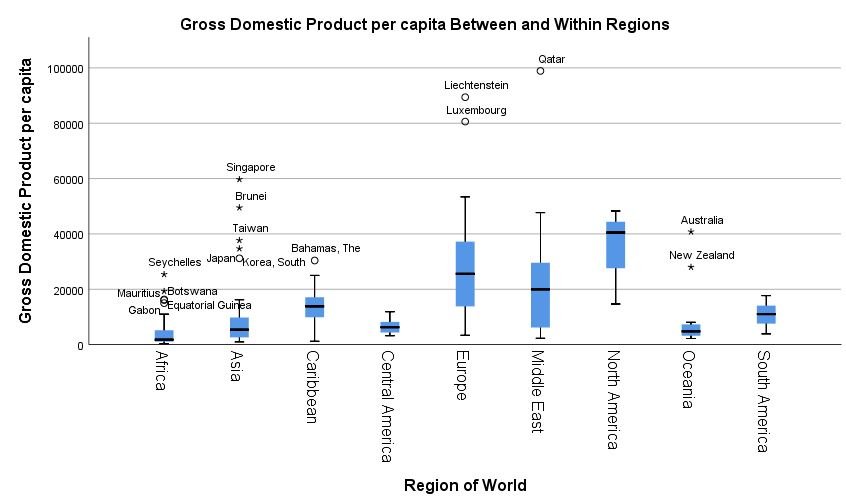 Gross Domestic Product per capita Between and Within Regions
Gross Domestic Product per capita
100000
80000
60000
40000
20000
0
Qatar
Liechtenstein
Luxembourg
Singapore
Brunei
Taiwan
Japan
Korea, South
Bahamas, The
Australia
New Zealand
Seychelles
Mauritius
Botswana
Equatorial Guinea
Gabon
Africa
Asia
Caribbean
Central America
Europe
Middle East
North America
Oceania
South America
Region of World